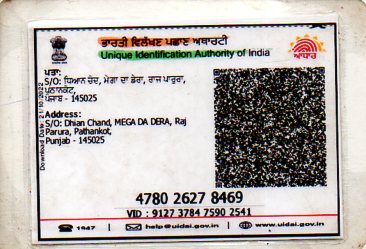 ਭਾਰਤੀ ਵਿਲੱਖਣ ਪਛਾਣ ਅਥਾਰਟੀ
Unique Identification Authority of India
ਆਧਾਰ
ਪਤਾ:
S/O: ਧਿਆਨ ਚੰਦ, ਮੇਗਾ ਦਾ ਡੇਰਾ, ਰਾਜ ਪਾਰੁਰਾ,
ਪਠਾਨਕੋਟ,
ਪੰਜਾਬ - 145025
Address:
S/O: Dhian Chand, MEGA DA DERA, Raj
Parura, Pathankot,
Punjab - 145025
4780 2627 8469
VID : 9127 3784 7590 2541
1947
help@uidai.gov.in
www.uidai.gov.in